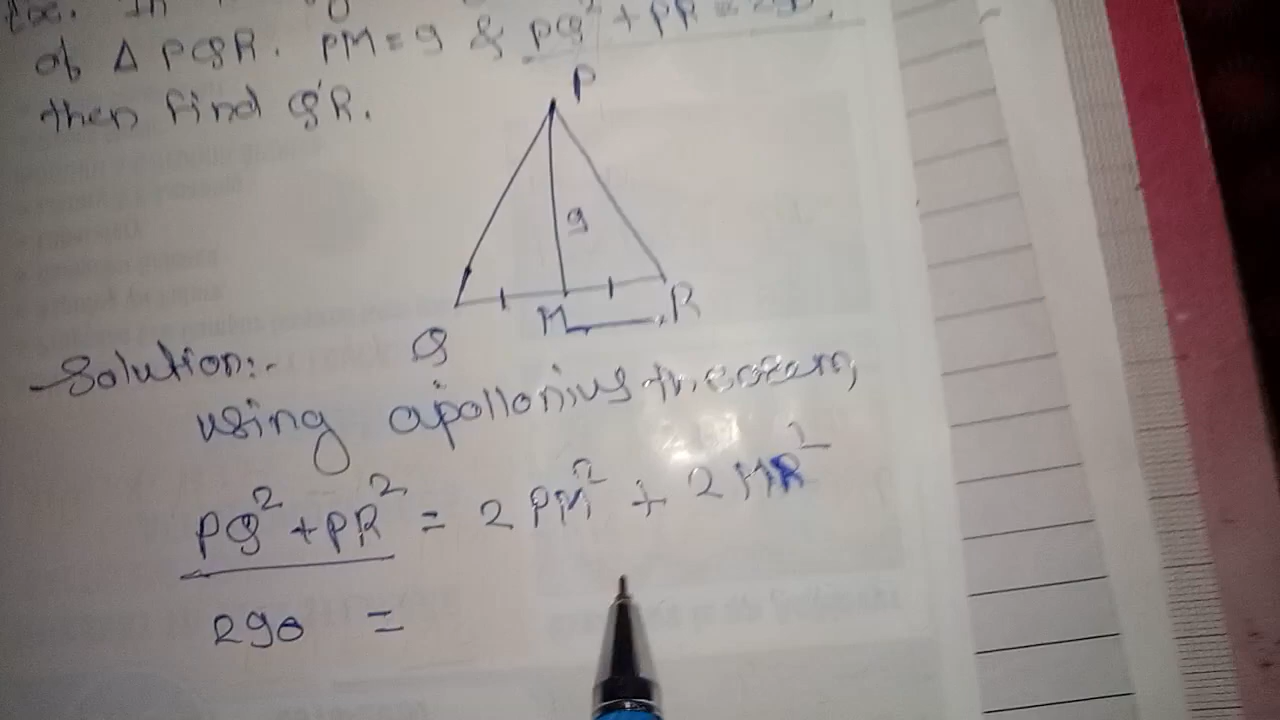 of Δ PQR. PM = 9 & PQ² + PR² = 290,
then find QR.
P
9
M R
Q
Solution:-
using apollonius theorem,
PQ² + PR² = 2 PM² + 2 MR²
290 =